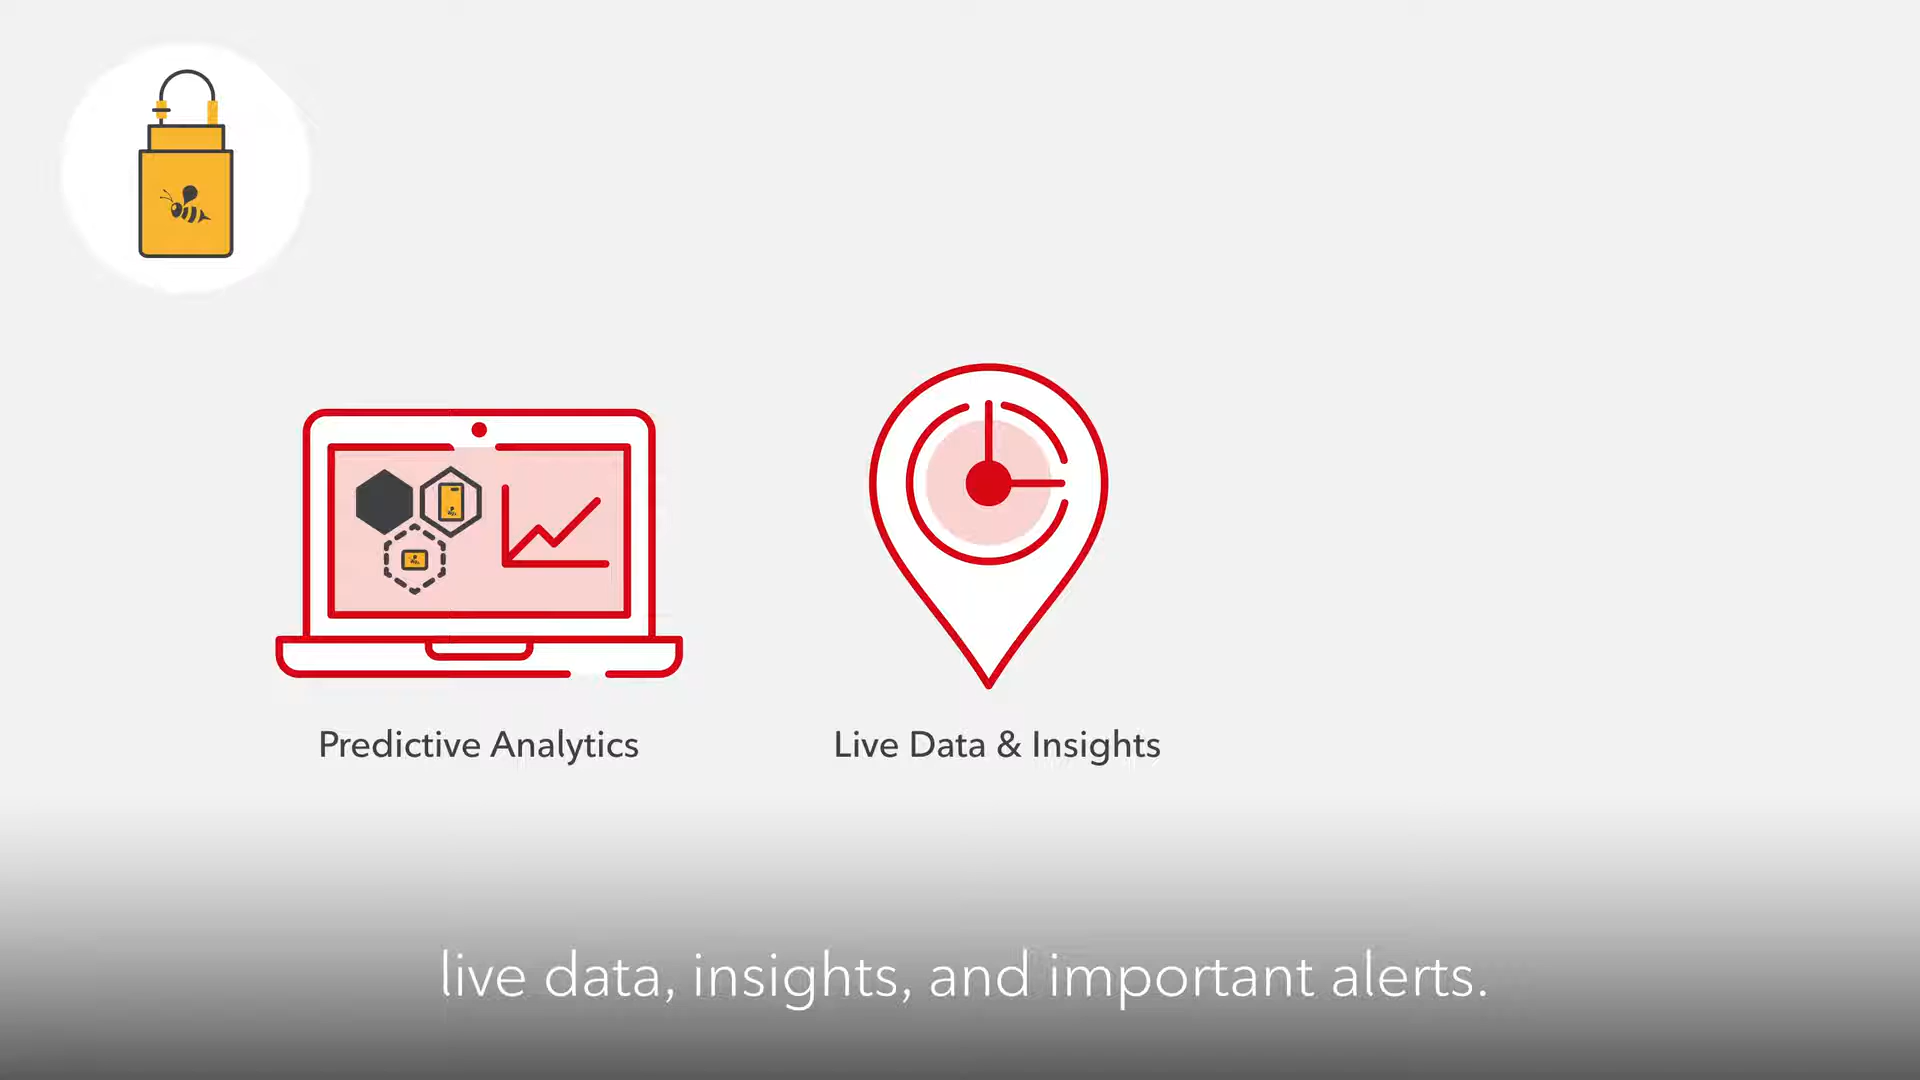 Predictive Analytics
Live Data & Insights
live data, insights, and important alerts.